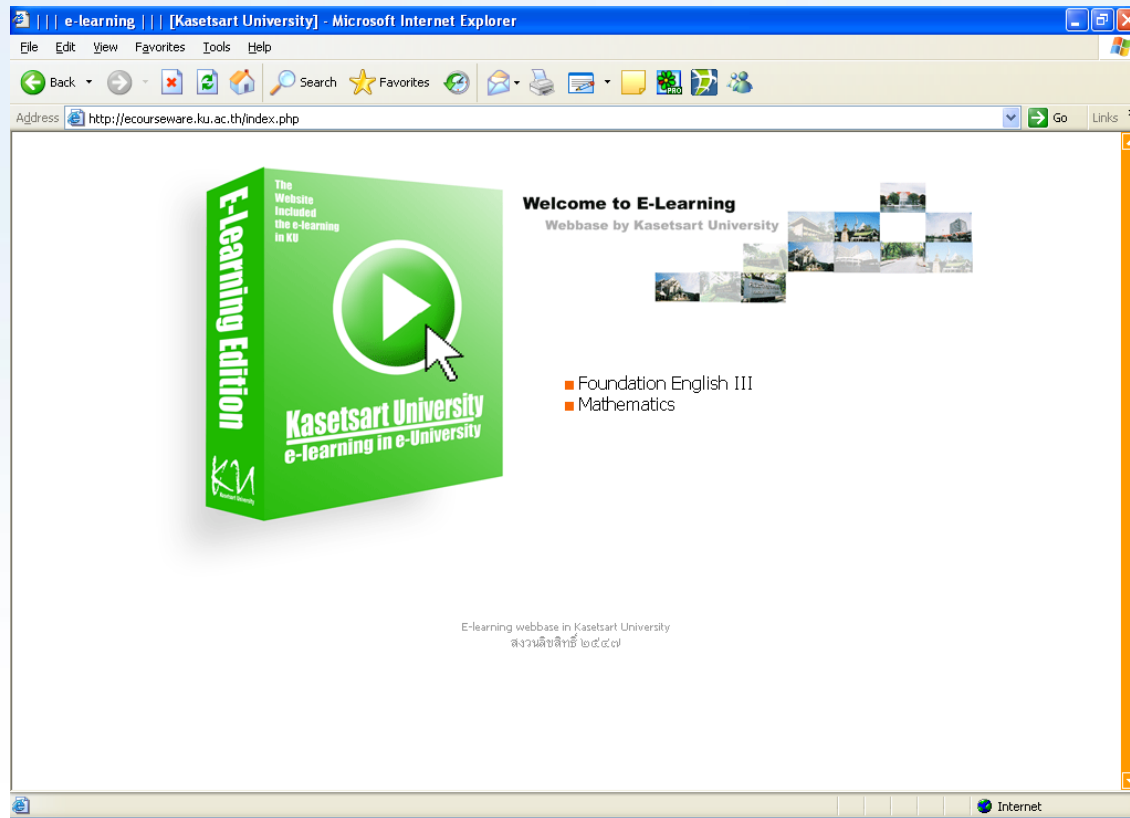 | | | e-learning | | | [Kasetsart University] - Microsoft Internet Explorer
File Edit View Favorites Tools Help
Back Search Favorites PRO
Address http://ecourseware.ku.ac.th/index.php Go Links
E-Learning Edition
KU
The
Website
Included
the e-learning
in KU
Kasetsart University
e-learning in e-University
Welcome to E-Learning
Webbase by Kasetsart University
Foundation English III
Mathematics
E-learning webbase in Kasetsart University
สงวนลิขสิทธิ์ ๒๕๔๗
Internet